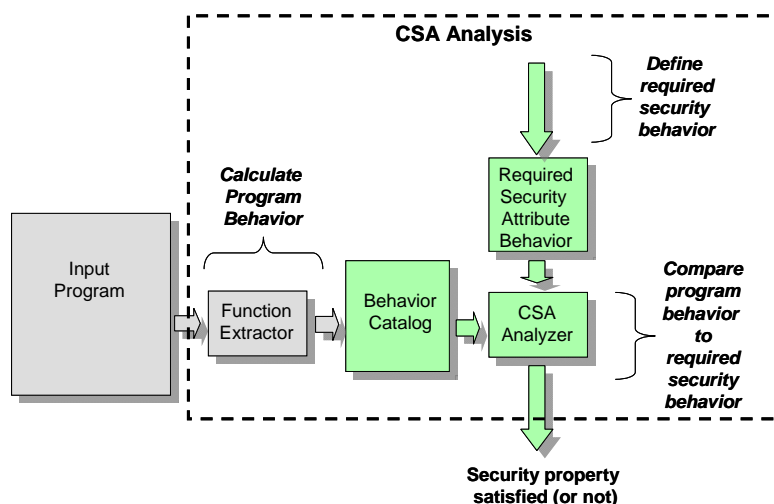 CSA Analysis
Define
required
security
behavior
Calculate
Program
Behavior
Required
Security
Attribute
Behavior
Input
Program
Function
Extractor
Behavior
Catalog
CSA
Analyzer
Compare
program
behavior
to
required
security
behavior
Security property
satisfied (or not)